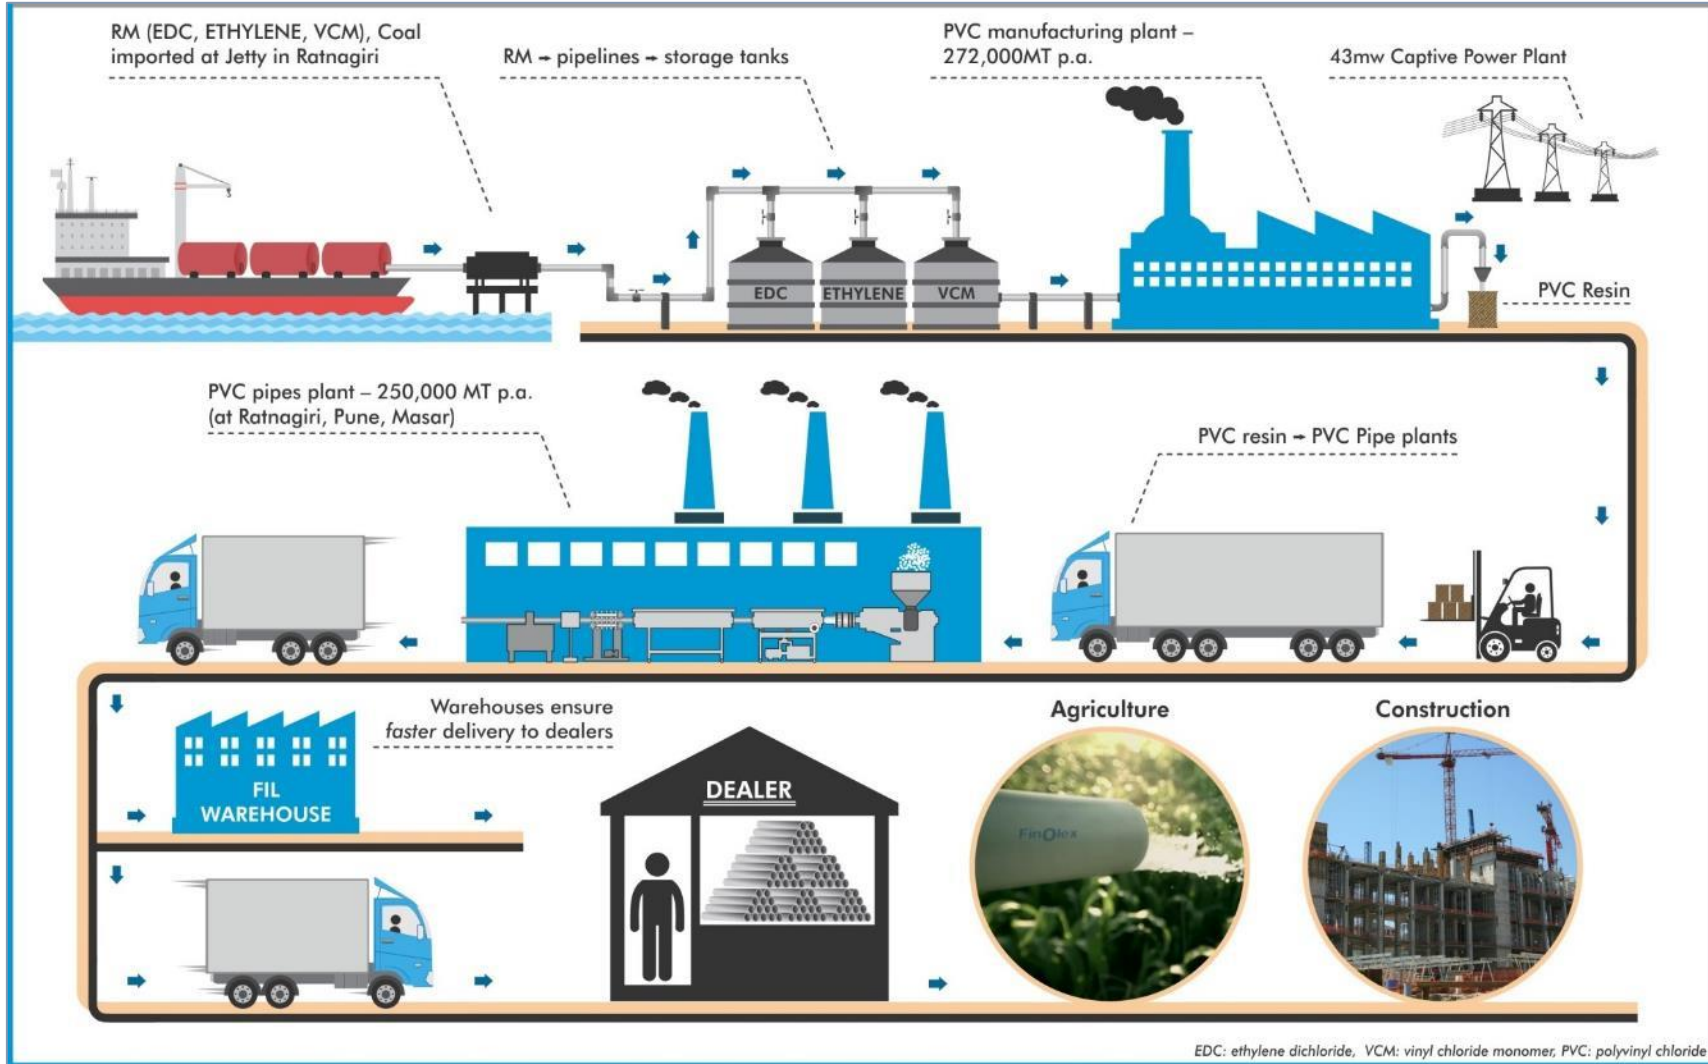 RM (EDC, ETHYLENE, VCM), Coal
imported at Jetty in Ratnagiri
RM → pipelines → storage tanks
PVC manufacturing plant –
272,000MT p.a.
43mw Captive Power Plant
EDC
ETHYLENE
VCM
PVC Resin
PVC pipes plant – 250,000 MT p.a.
(at Ratnagiri, Pune, Masar)
PVC resin → PVC Pipe plants
Warehouses ensure
faster delivery to dealers
FIL
WAREHOUSE
DEALER
Agriculture
Construction
FinOlex
EDC: ethylene dichloride, VCM: vinyl chloride monomer, PVC: polyvinyl chloride